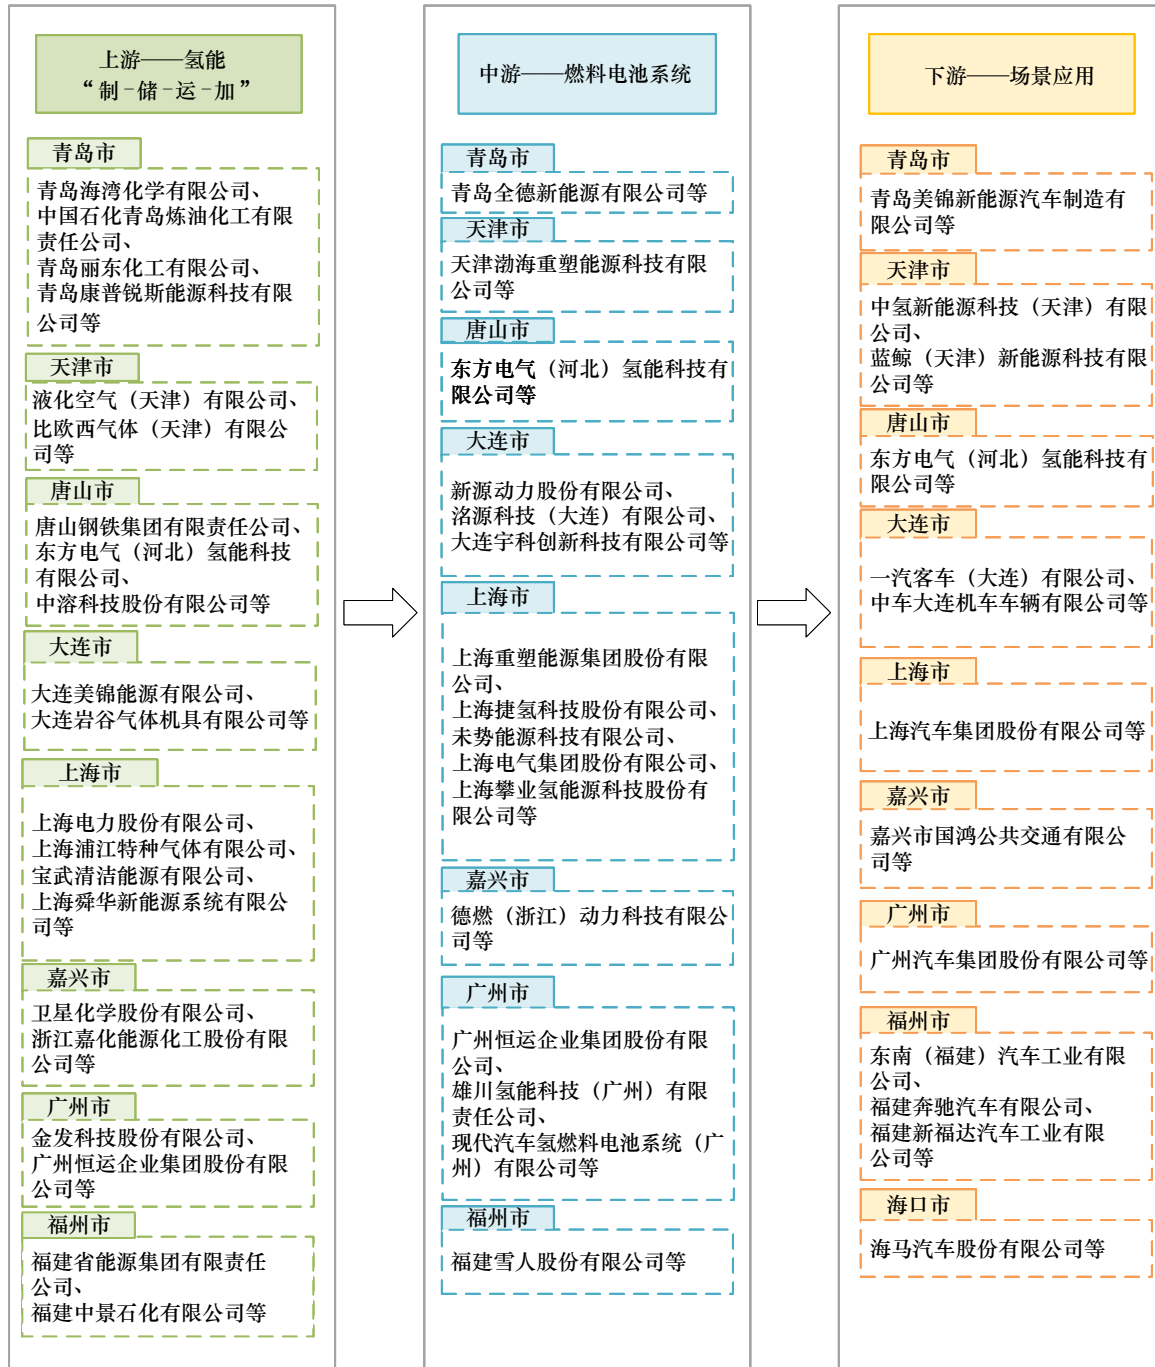 上游——氢能
“制-储-运-加”
青岛市
青岛海湾化学有限公司、
中国石化青岛炼油化工有限
责任公司、
青岛丽东化工有限公司、
青岛康普锐斯能源科技有限
公司等
天津市
液化空气（天津）有限公司、
比欧西气体（天津）有限公
司等
唐山市
唐山钢铁集团有限责任公司、
东方电气（河北）氢能科技
有限公司、
中溶科技股份有限公司等
大连市
大连美锦能源有限公司、
大连岩谷气体机具有限公司等
上海市
上海电力股份有限公司、
上海浦江特种气体有限公司、
宝武清洁能源有限公司、
上海舜华新能源系统有限公
司等
嘉兴市
卫星化学股份有限公司、
浙江嘉化能源化工股份有限
公司等
广州市
金发科技股份有限公司、
广州恒运企业集团股份有限
公司等
福州市
福建省能源集团有限责任
公司、
福建中景石化有限公司等
中游——燃料电池系统
青岛市
青岛全德新能源有限公司等
天津市
天津渤海重塑能源科技有限
公司等
唐山市
东方电气（河北）氢能科技有
限公司等
大连市
新源动力股份有限公司、
洺源科技（大连）有限公司、
大连宇科创新科技有限公司等
上海市
上海重塑能源集团股份有限
公司、
上海捷氢科技股份有限公司、
未势能源科技有限公司、
上海电气集团股份有限公司、
上海攀业氢能源科技股份有
限公司等
嘉兴市
德燃（浙江）动力科技有限公
司等
广州市
广州恒运企业集团股份有限
公司、
雄川氢能科技（广州）有限
责任公司、
现代汽车氢燃料电池系统（广
州）有限公司等
福州市
福建雪人股份有限公司等
下游——场景应用
青岛市
青岛美锦新能源汽车制造有
限公司等
天津市
中氢新能源科技（天津）有限
公司、
蓝鲸（天津）新能源科技有限
公司等
唐山市
东方电气（河北）氢能科技有
限公司等
大连市
一汽客车（大连）有限公司、
中车大连机车车辆有限公司等
上海市
上海汽车集团股份有限公司等
嘉兴市
嘉兴市国鸿公共交通有限公
司等
广州市
广州汽车集团股份有限公司等
福州市
东南（福建）汽车工业有限
公司、
福建奔驰汽车有限公司、
福建新福达汽车工业有限
公司等
海口市
海马汽车股份有限公司等